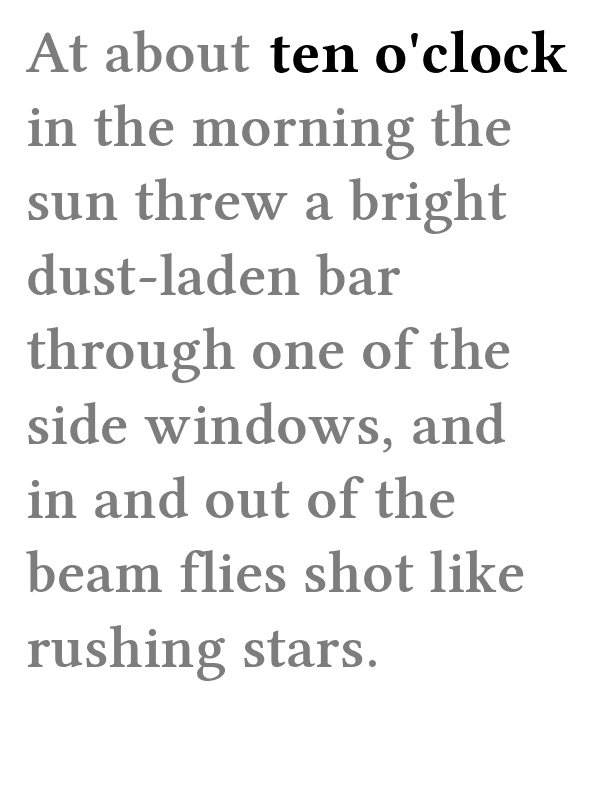 At about ten o'clock
in the morning the
sun threw a bright
dust-laden bar
through one of the
side windows, and
in and out of the
beam flies shot like
rushing stars.